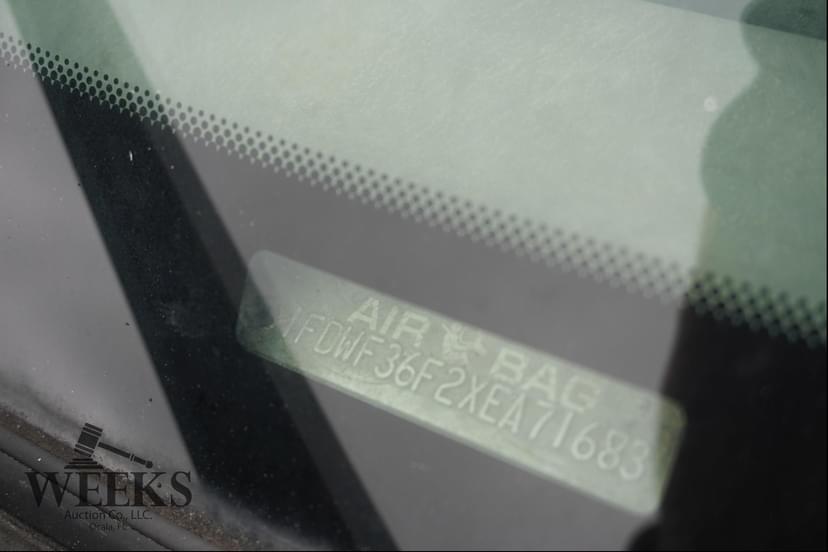 AIR BAG
1FDWF36F2XEA71683
WEEKS
Auction Co., LLC.
Ocala, FL